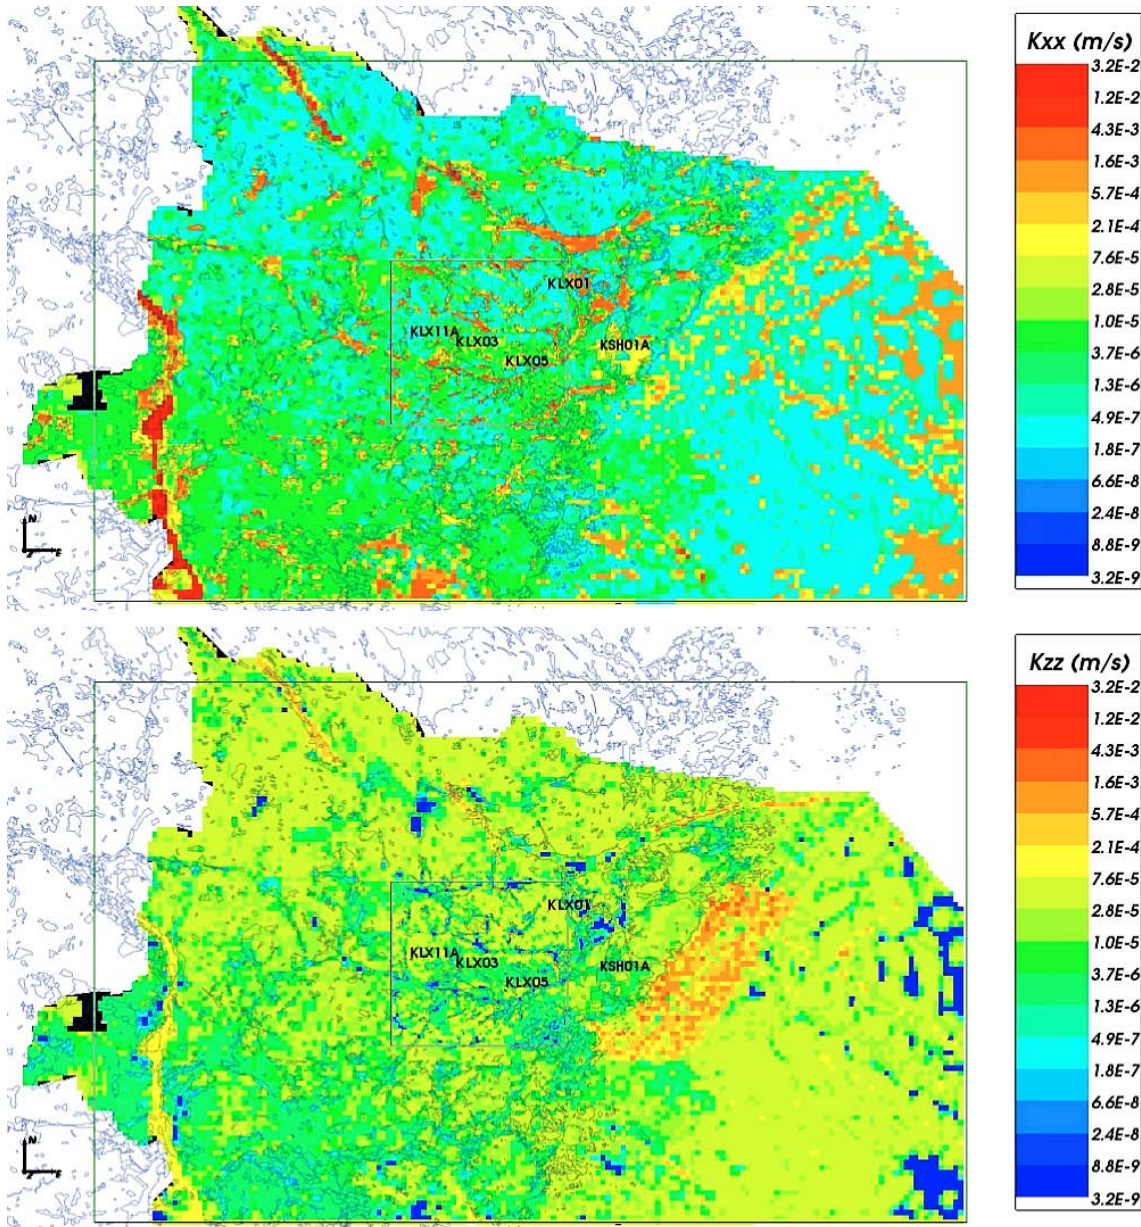 Kxx (m/s)
3.2E-2
1.2E-2
4.3E-3
1.6E-3
5.7E-4
2.1E-4
7.6E-5
2.8E-5
1.0E-5
3.7E-6
1.3E-6
4.9E-7
1.8E-7
6.6E-8
2.4E-8
8.8E-9
3.2E-9
KLX01
KLX11A
KLX03
KSH01A
KLX05
N
Kzz (m/s)
3.2E-2
1.2E-2
4.3E-3
1.6E-3
5.7E-4
2.1E-4
7.6E-5
2.8E-5
1.0E-5
3.7E-6
1.3E-6
4.9E-7
1.8E-7
6.6E-8
2.4E-8
8.8E-9
3.2E-9
KLX01
KLX11A
KLX03
KSH01A
KLX05
N